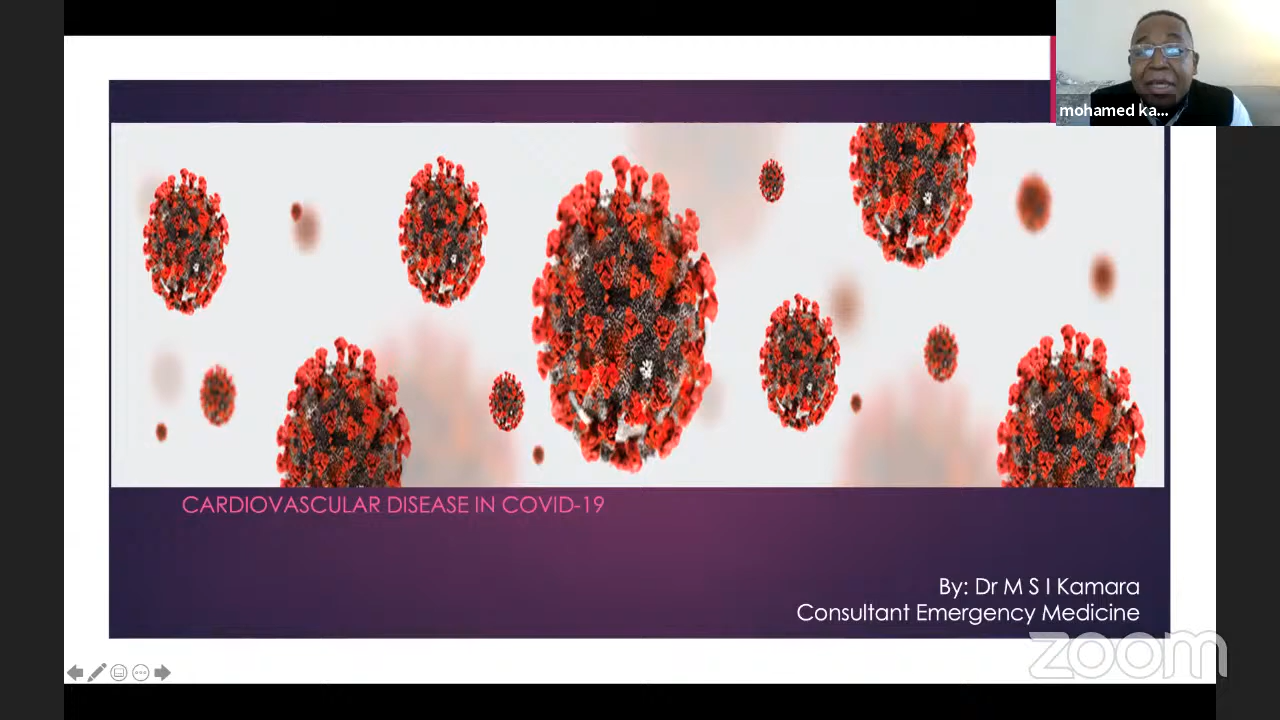 mohamed ka...
CARDIOVASCULAR DISEASE IN COVID-19
By: Dr M S I Kamara
Consultant Emergency Medicine
zoom